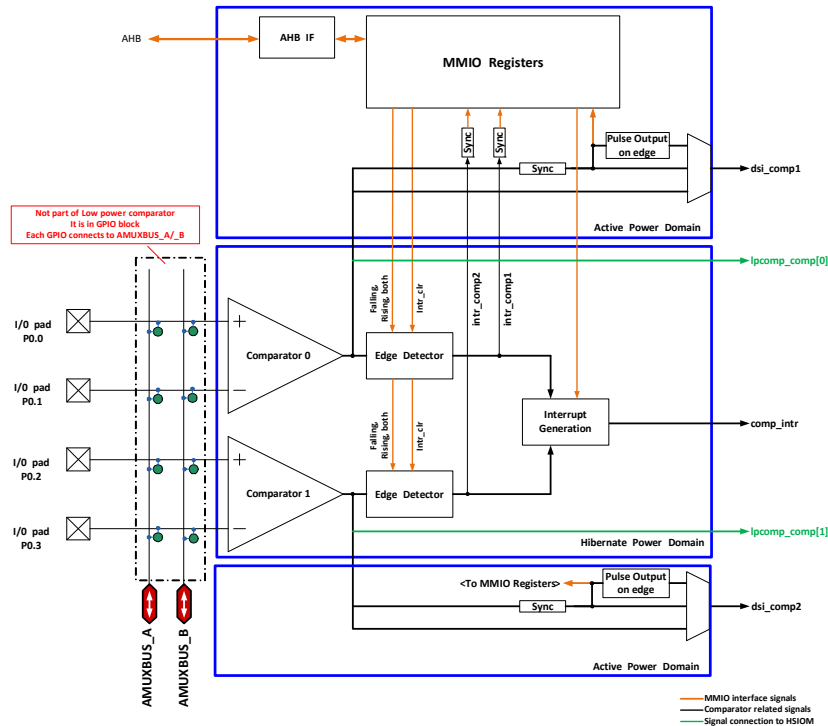 AHB
AHB IF
MMIO Registers
Sync
Sync
Pulse Output
on edge
Sync
dsi_comp1
Active Power Domain
Not part of Low power comparator
It is in GPIO block
Each GPIO connects to AMUXBUS_A/_B
lpcomp_comp[0]
Falling,
Rising, both
Intr_clr
intr_comp2
intr_comp1
I/0 pad
P0.0
Comparator 0
Edge Detector
I/0 pad
P0.1
Interrupt
Generation
comp_intr
Falling,
Rising, both
Intr_clr
I/0 pad
P0.2
Comparator 1
Edge Detector
I/0 pad
P0.3
lpcomp_comp[1]
Hibernate Power Domain
<To MMIO Registers>
Pulse Output
on edge
Sync
dsi_comp2
AMUXBUS_A
AMUXBUS_B
Active Power Domain
MMIO interface signals
Comparator related signals
Signal connection to HSIOM